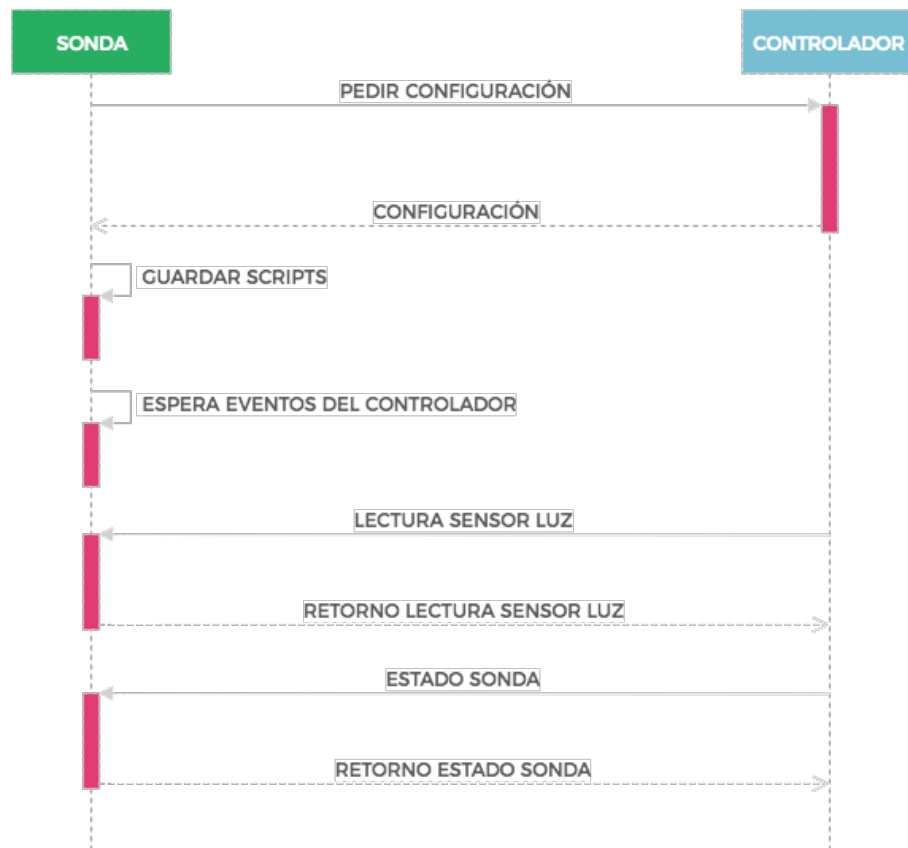 SONDA
CONTROLADOR
PEDIR CONFIGURACIÓN
CONFIGURACIÓN
GUARDAR SCRIPTS
ESPERA EVENTOS DEL CONTROLADOR
LECTURA SENSOR LUZ
RETORNO LECTURA SENSOR LUZ
ESTADO SONDA
RETORNO ESTADO SONDA